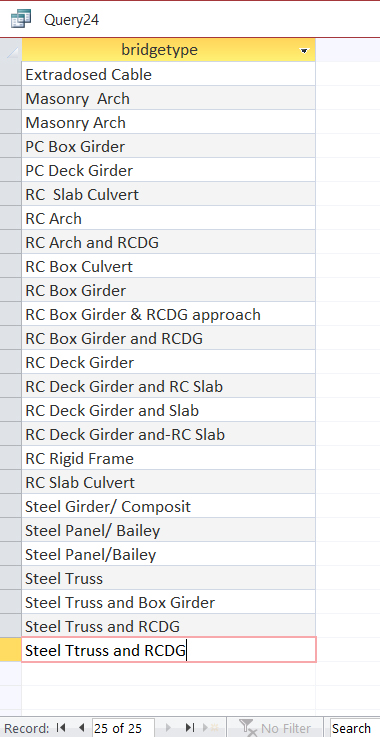 Query24
bridgetype
Extradosed Cable
Masonry  Arch
Masonry Arch
PC Box Girder
PC Deck Girder
RC  Slab Culvert
RC Arch
RC Arch and RCDG
RC Box Culvert
RC Box Girder
RC Box Girder & RCDG approach
RC Box Girder and RCDG
RC Deck Girder
RC Deck Girder and RC Slab
RC Deck Girder and Slab
RC Deck Girder and-RC Slab
RC Rigid Frame
RC Slab Culvert
Steel Girder/ Composit
Steel Panel/ Bailey
Steel Panel/Bailey
Steel Truss
Steel Truss and Box Girder
Steel Truss and RCDG
Steel Ttruss and RCDG
Record: 25 of 25 No Filter Search